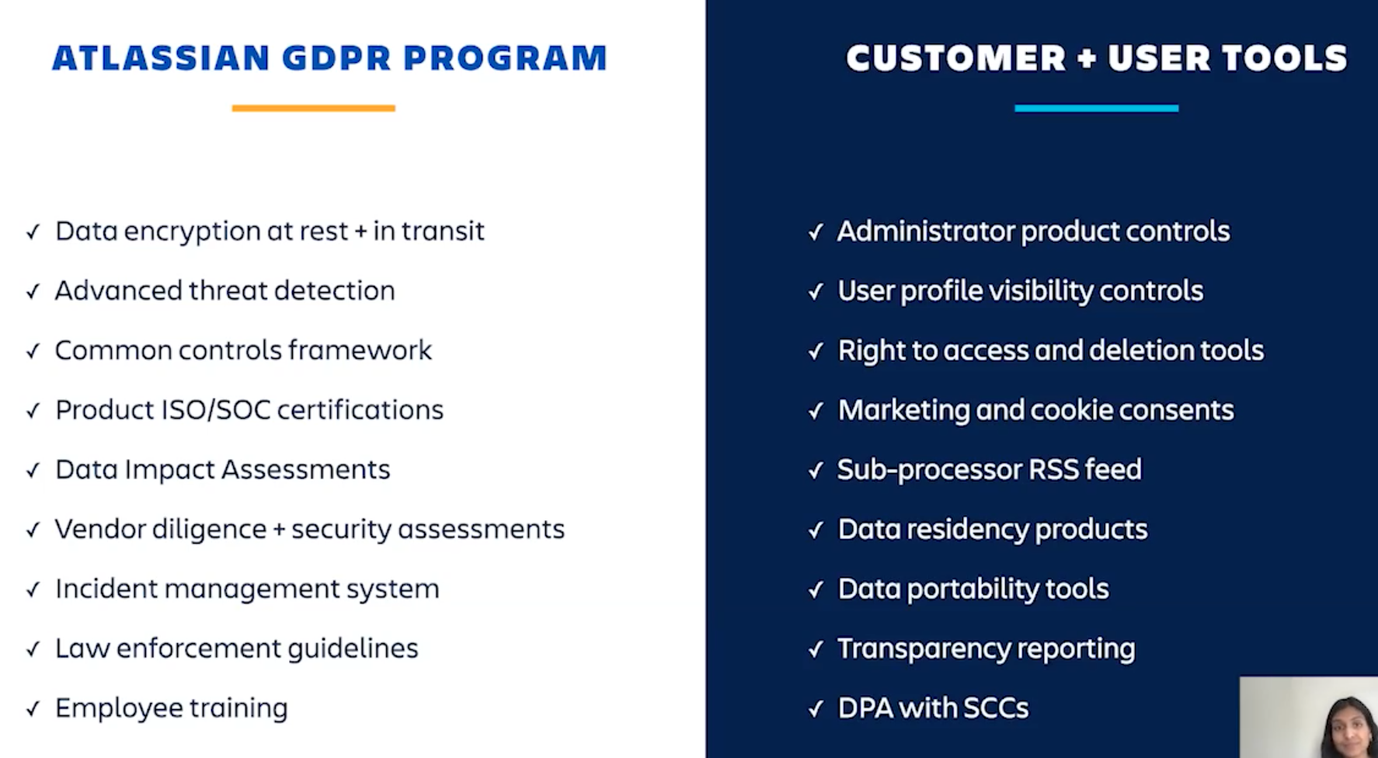 ATLASSIAN GDPR PROGRAM
✓ Data encryption at rest + in transit
✓ Advanced threat detection
✓ Common controls framework
✓ Product ISO/SOC certifications
✓ Data Impact Assessments
✓ Vendor diligence + security assessments
✓ Incident management system
✓ Law enforcement guidelines
✓ Employee training
CUSTOMER + USER TOOLS
✓ Administrator product controls
✓ User profile visibility controls
✓ Right to access and deletion tools
✓ Marketing and cookie consents
✓ Sub-processor RSS feed
✓ Data residency products
✓ Data portability tools
✓ Transparency reporting
✓ DPA with SCCs